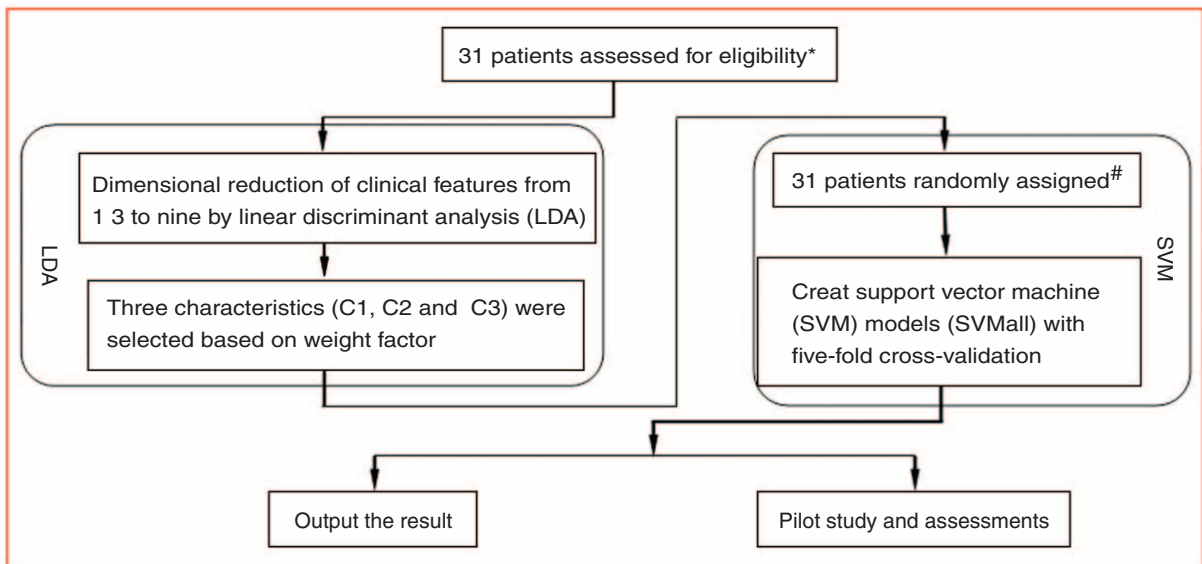 31 patients assessed for eligibility*
Dimensional reduction of clinical features from
1 3 to nine by linear discriminant analysis (LDA)
LDA
Three characteristics (C1, C2 and C3) were
selected based on weight factor
31 patients randomly assigned#
SVM
Creat support vector machine
(SVM) models (SVMall) with
five-fold cross-validation
Output the result
Pilot study and assessments